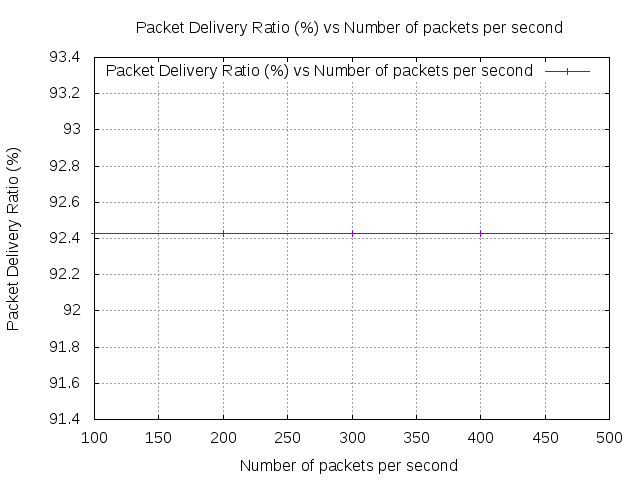 Packet Delivery Ratio (%) vs Number of packets per second
93.4
Packet Delivery Ratio (%) vs Number of packets per second
93.2
93
92.8
92.6
92.4
92.2
92
91.8
91.6
91.4
Packet Delivery Ratio (%)
100 150 200 250 300 350 400 450 500
Number of packets per second